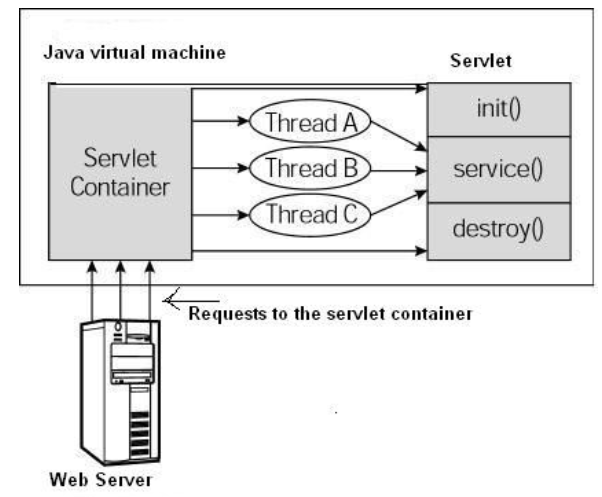 Java virtual machine
Servlet
Servlet
Container
Thread A
Thread B
Thread C
init()
service()
destroy()
Requests to the servlet container
Web Server